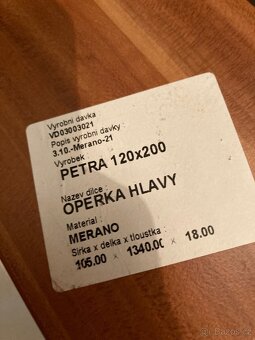 Vyrobni davka
VD03003021
Popis vyrobni davky
3.10.-Merano-21
Vyrobek
PETRA 120x200
Nazev dilce
OPERKA HLAVY
Material
MERANO
Sirka x delka x tloustka
105.00 x 1340.00 x 18.00